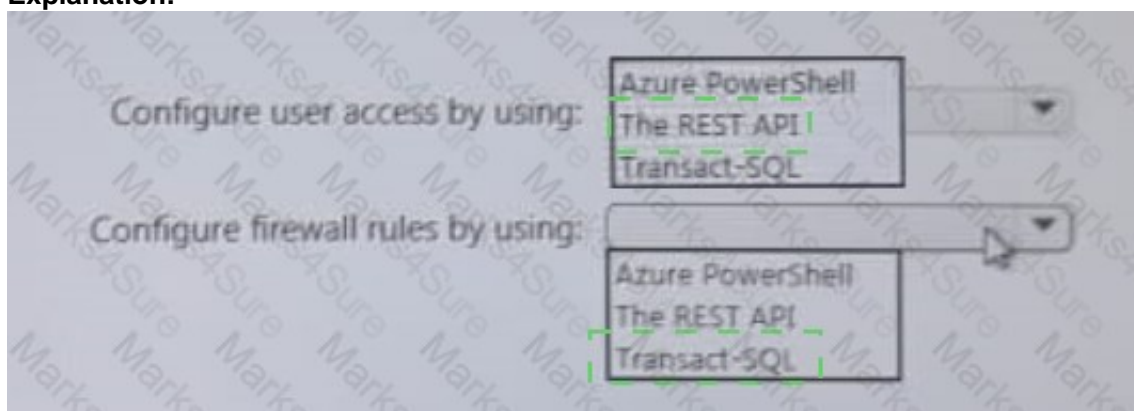 Explanation:
Azure PowerShell
Configure user access by using:
The REST API
Transact-SQL
Configure firewall rules by using:
Azure PowerShell
The REST API
Transact-SQL